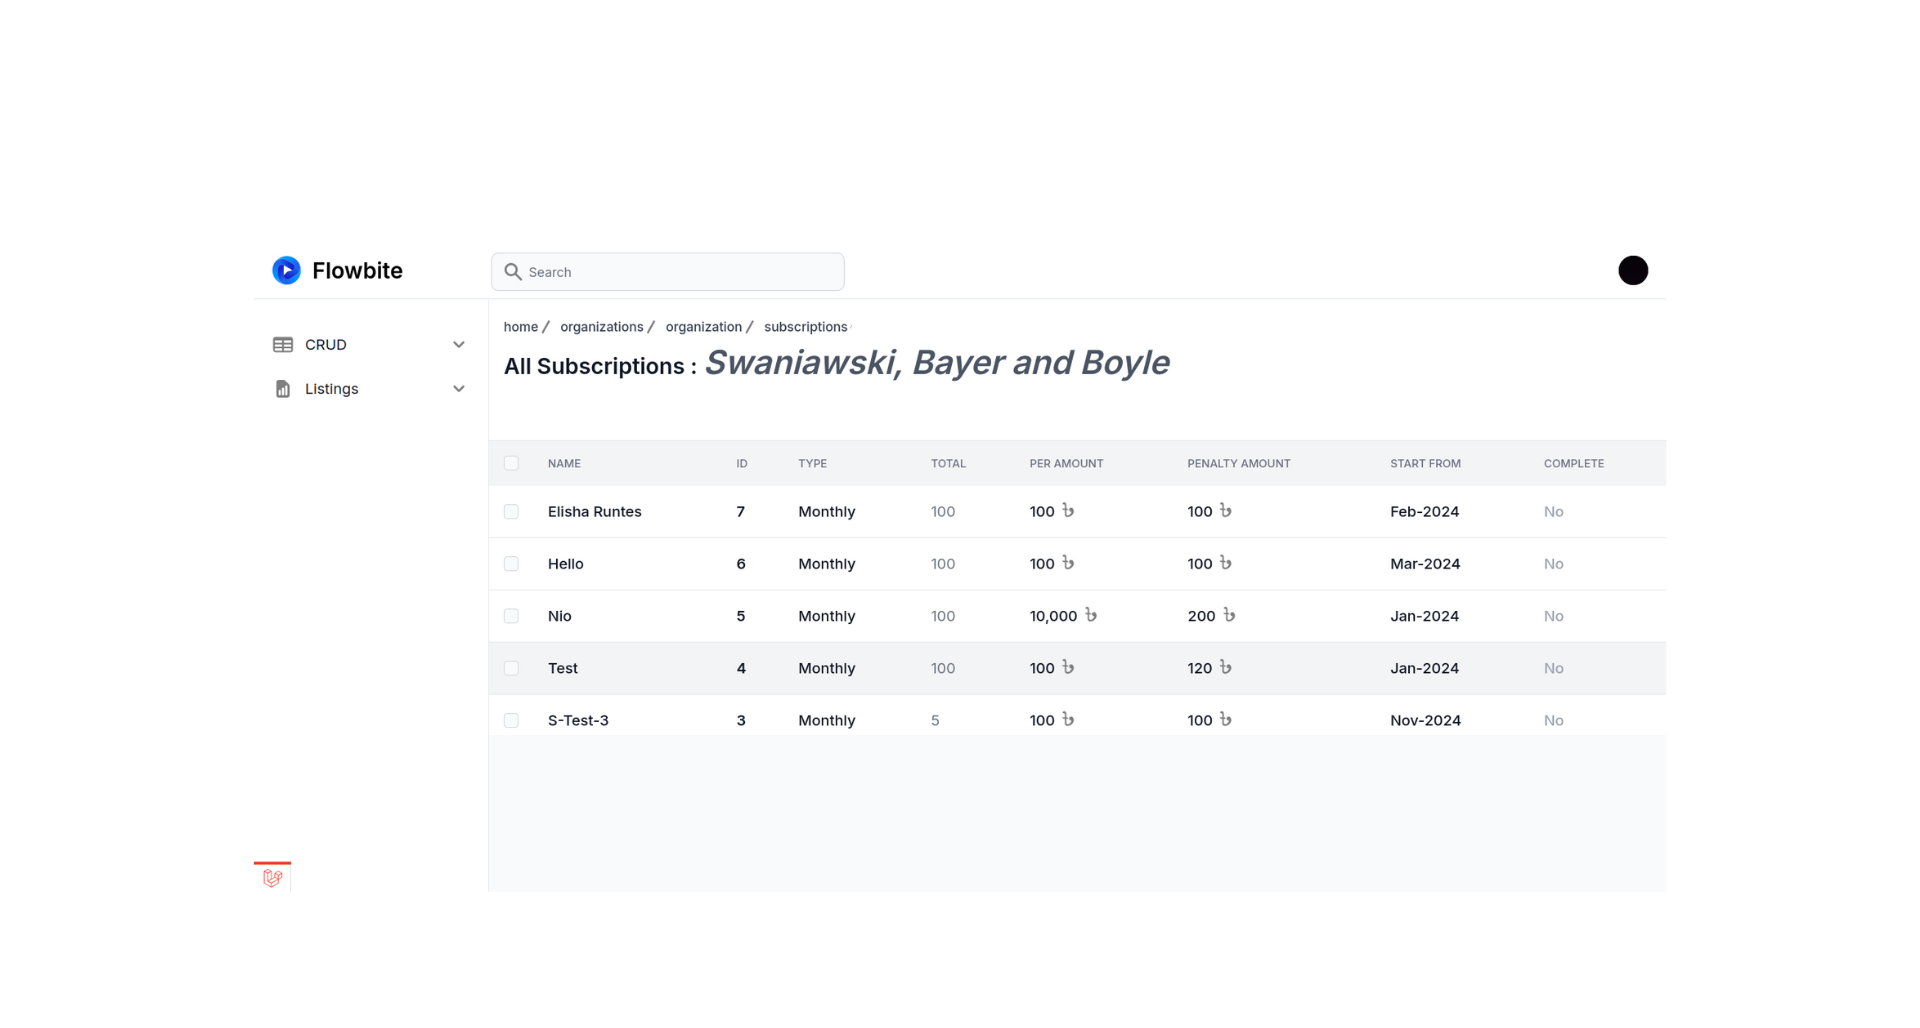 Flowbite
Search
CRUD
Listings
home / organizations / organization / subscriptions
All Subscriptions : Swaniawski, Bayer and Boyle
NAME ID TYPE TOTAL PER AMOUNT PENALTY AMOUNT START FROM COMPLETE
Elisha Runtes 7 Monthly 100 100 ৳ 100 ৳ Feb-2024 No
Hello 6 Monthly 100 100 ৳ 100 ৳ Mar-2024 No
Nio 5 Monthly 100 10,000 ৳ 200 ৳ Jan-2024 No
Test 4 Monthly 100 100 ৳ 120 ৳ Jan-2024 No
S-Test-3 3 Monthly 5 100 ৳ 100 ৳ Nov-2024 No